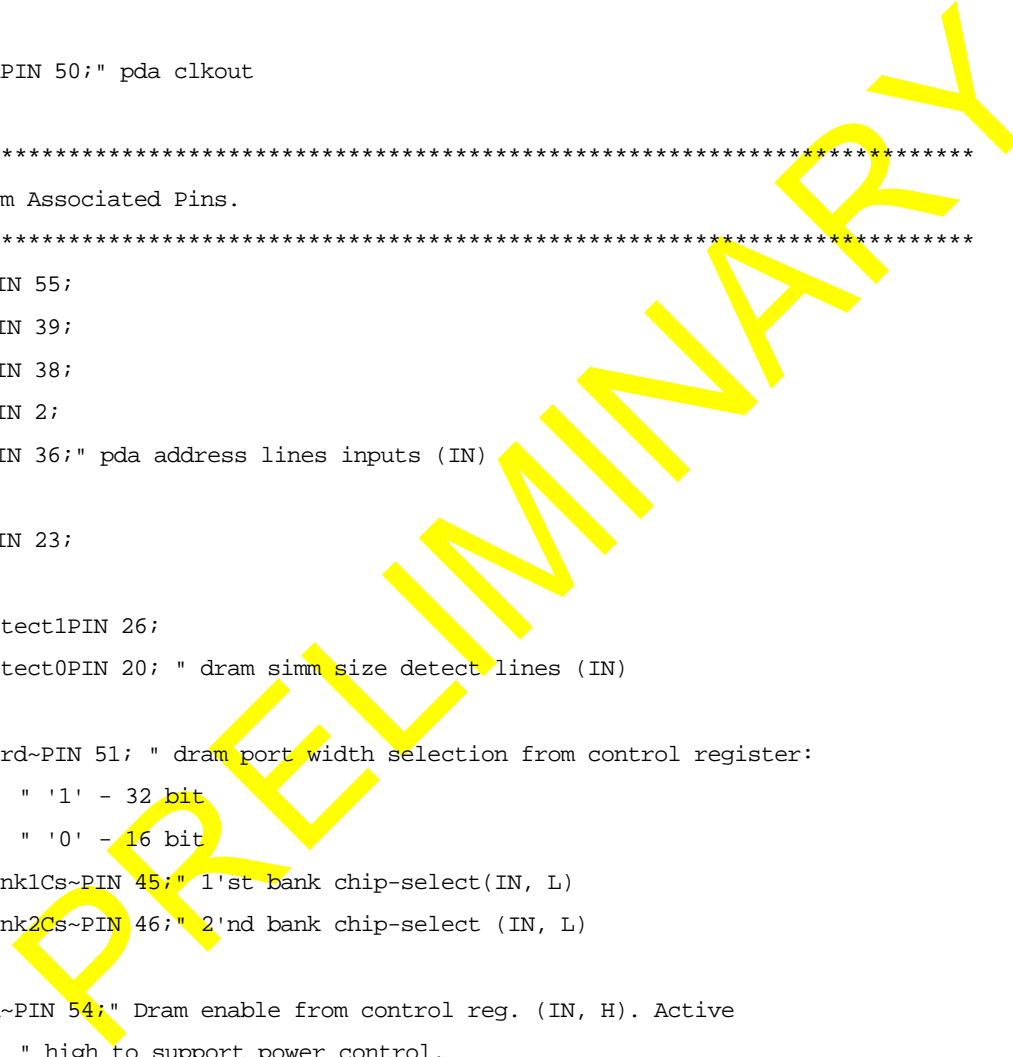 PIN 50;" pda clkout
*************************************************************************
m Associated Pins.
*************************************************************************
IN 55;
IN 39;
IN 38;
IN 2;
IN 36;" pda address lines inputs (IN)
IN 23;
tect1PIN 26;
tect0PIN 20; " dram simm size detect lines (IN)
rd~PIN 51; " dram port width selection from control register:
" '1' - 32 bit
" '0' - 16 bit
nk1Cs~PIN 45;" 1'st bank chip-select(IN, L)
nk2Cs~PIN 46;" 2'nd bank chip-select (IN, L)
~PIN 54;" Dram enable from control reg. (IN, H). Active
" high to support power control.
PRELIMINARY